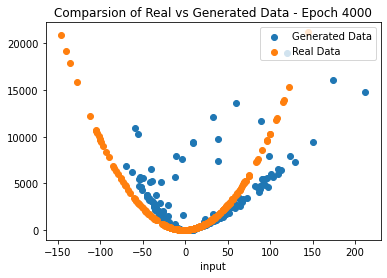 Comparsion of Real vs Generated Data - Epoch 4000
Generated Data
Real Data
20000
15000
10000
5000
0
−150 −100 −50 0 50 100 150 200
input